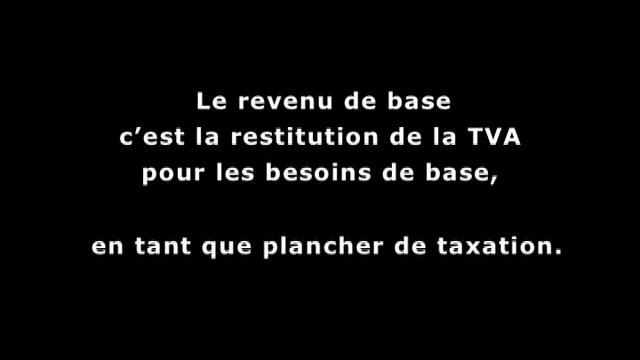 Le revenu de base
c’est la restitution de la TVA
pour les besoins de base,
en tant que plancher de taxation.